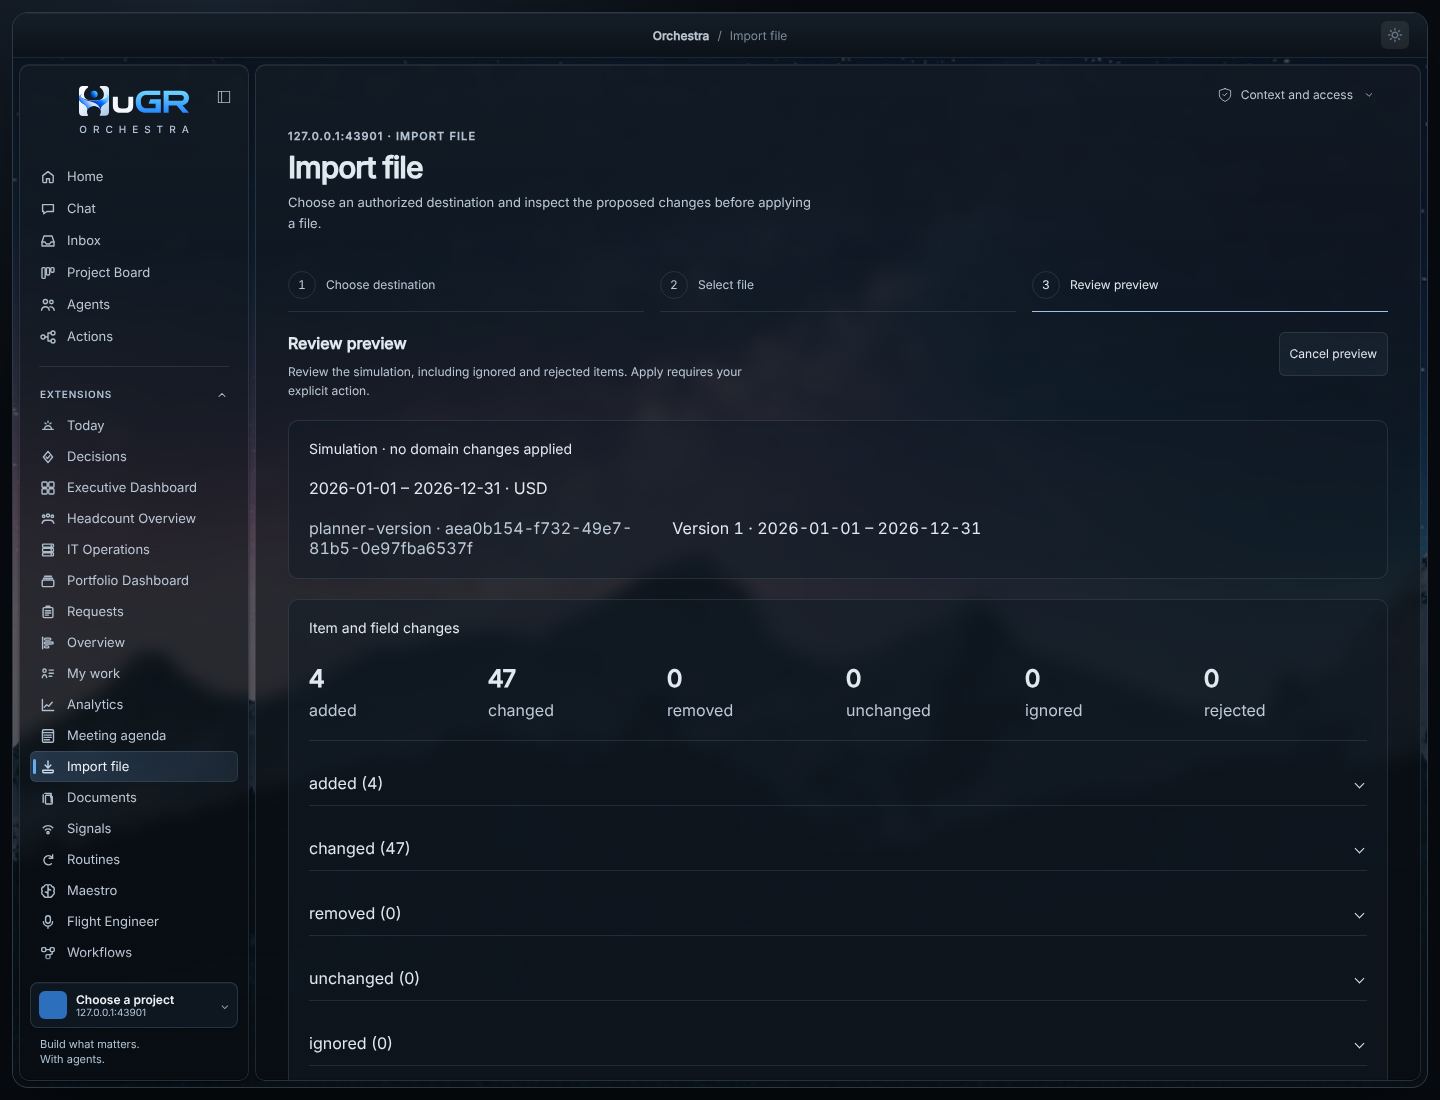 Orchestra / Import file
HuGR
ORCHESTRA
Home
Chat
Inbox
Project Board
Agents
Actions
EXTENSIONS
Today
Decisions
Executive Dashboard
Headcount Overview
IT Operations
Portfolio Dashboard
Requests
Overview
My work
Analytics
Meeting agenda
Import file
Documents
Signals
Routines
Maestro
Flight Engineer
Workflows
Choose a project
127.0.0.1:43901
Build what matters.
With agents.
Context and access
127.0.0.1:43901 · IMPORT FILE
Import file
Choose an authorized destination and inspect the proposed changes before applying
a file.
1 Choose destination
2 Select file
3 Review preview
Review preview
Review the simulation, including ignored and rejected items. Apply requires your
explicit action.
Cancel preview
Simulation · no domain changes applied
2026-01-01 – 2026-12-31 · USD
planner-version · aea0b154-f732-49e7-
81b5-0e97fba6537f
Version 1 · 2026-01-01 – 2026-12-31
Item and field changes
4
added
47
changed
0
removed
0
unchanged
0
ignored
0
rejected
added (4)
changed (47)
removed (0)
unchanged (0)
ignored (0)